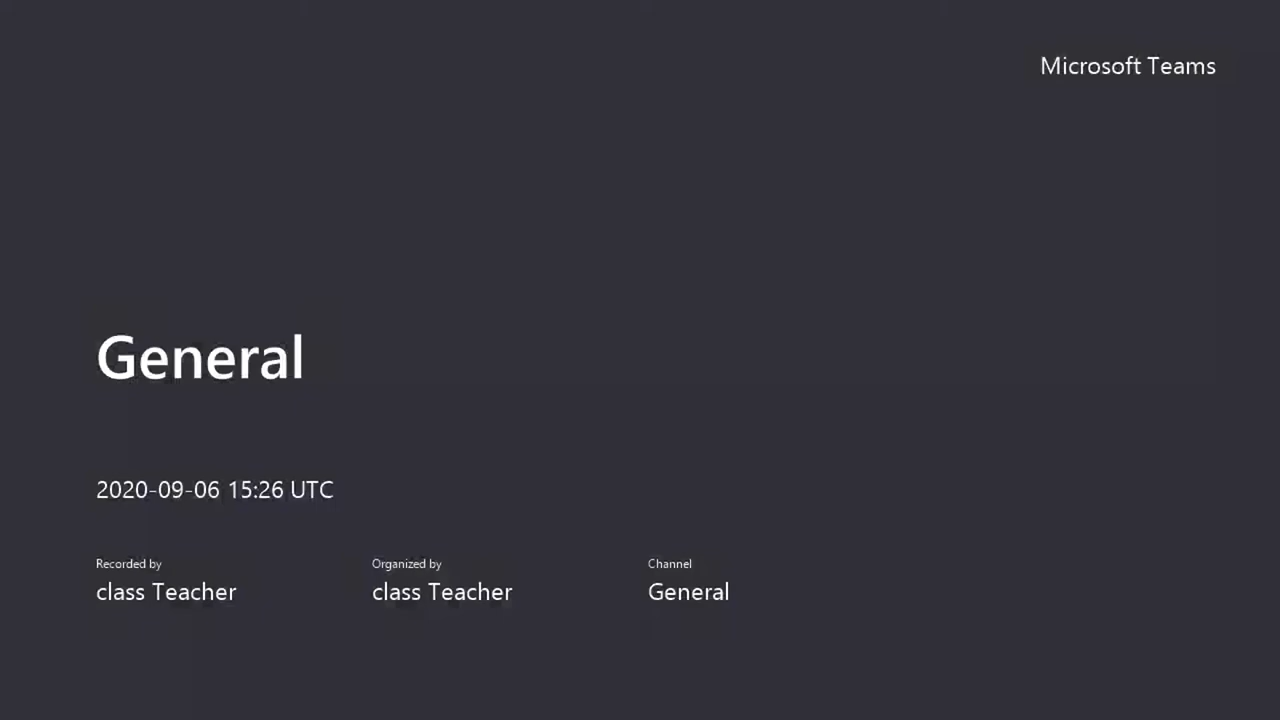 Microsoft Teams
General
2020-09-06 15:26 UTC
Recorded by
class Teacher
Organized by
class Teacher
Channel
General